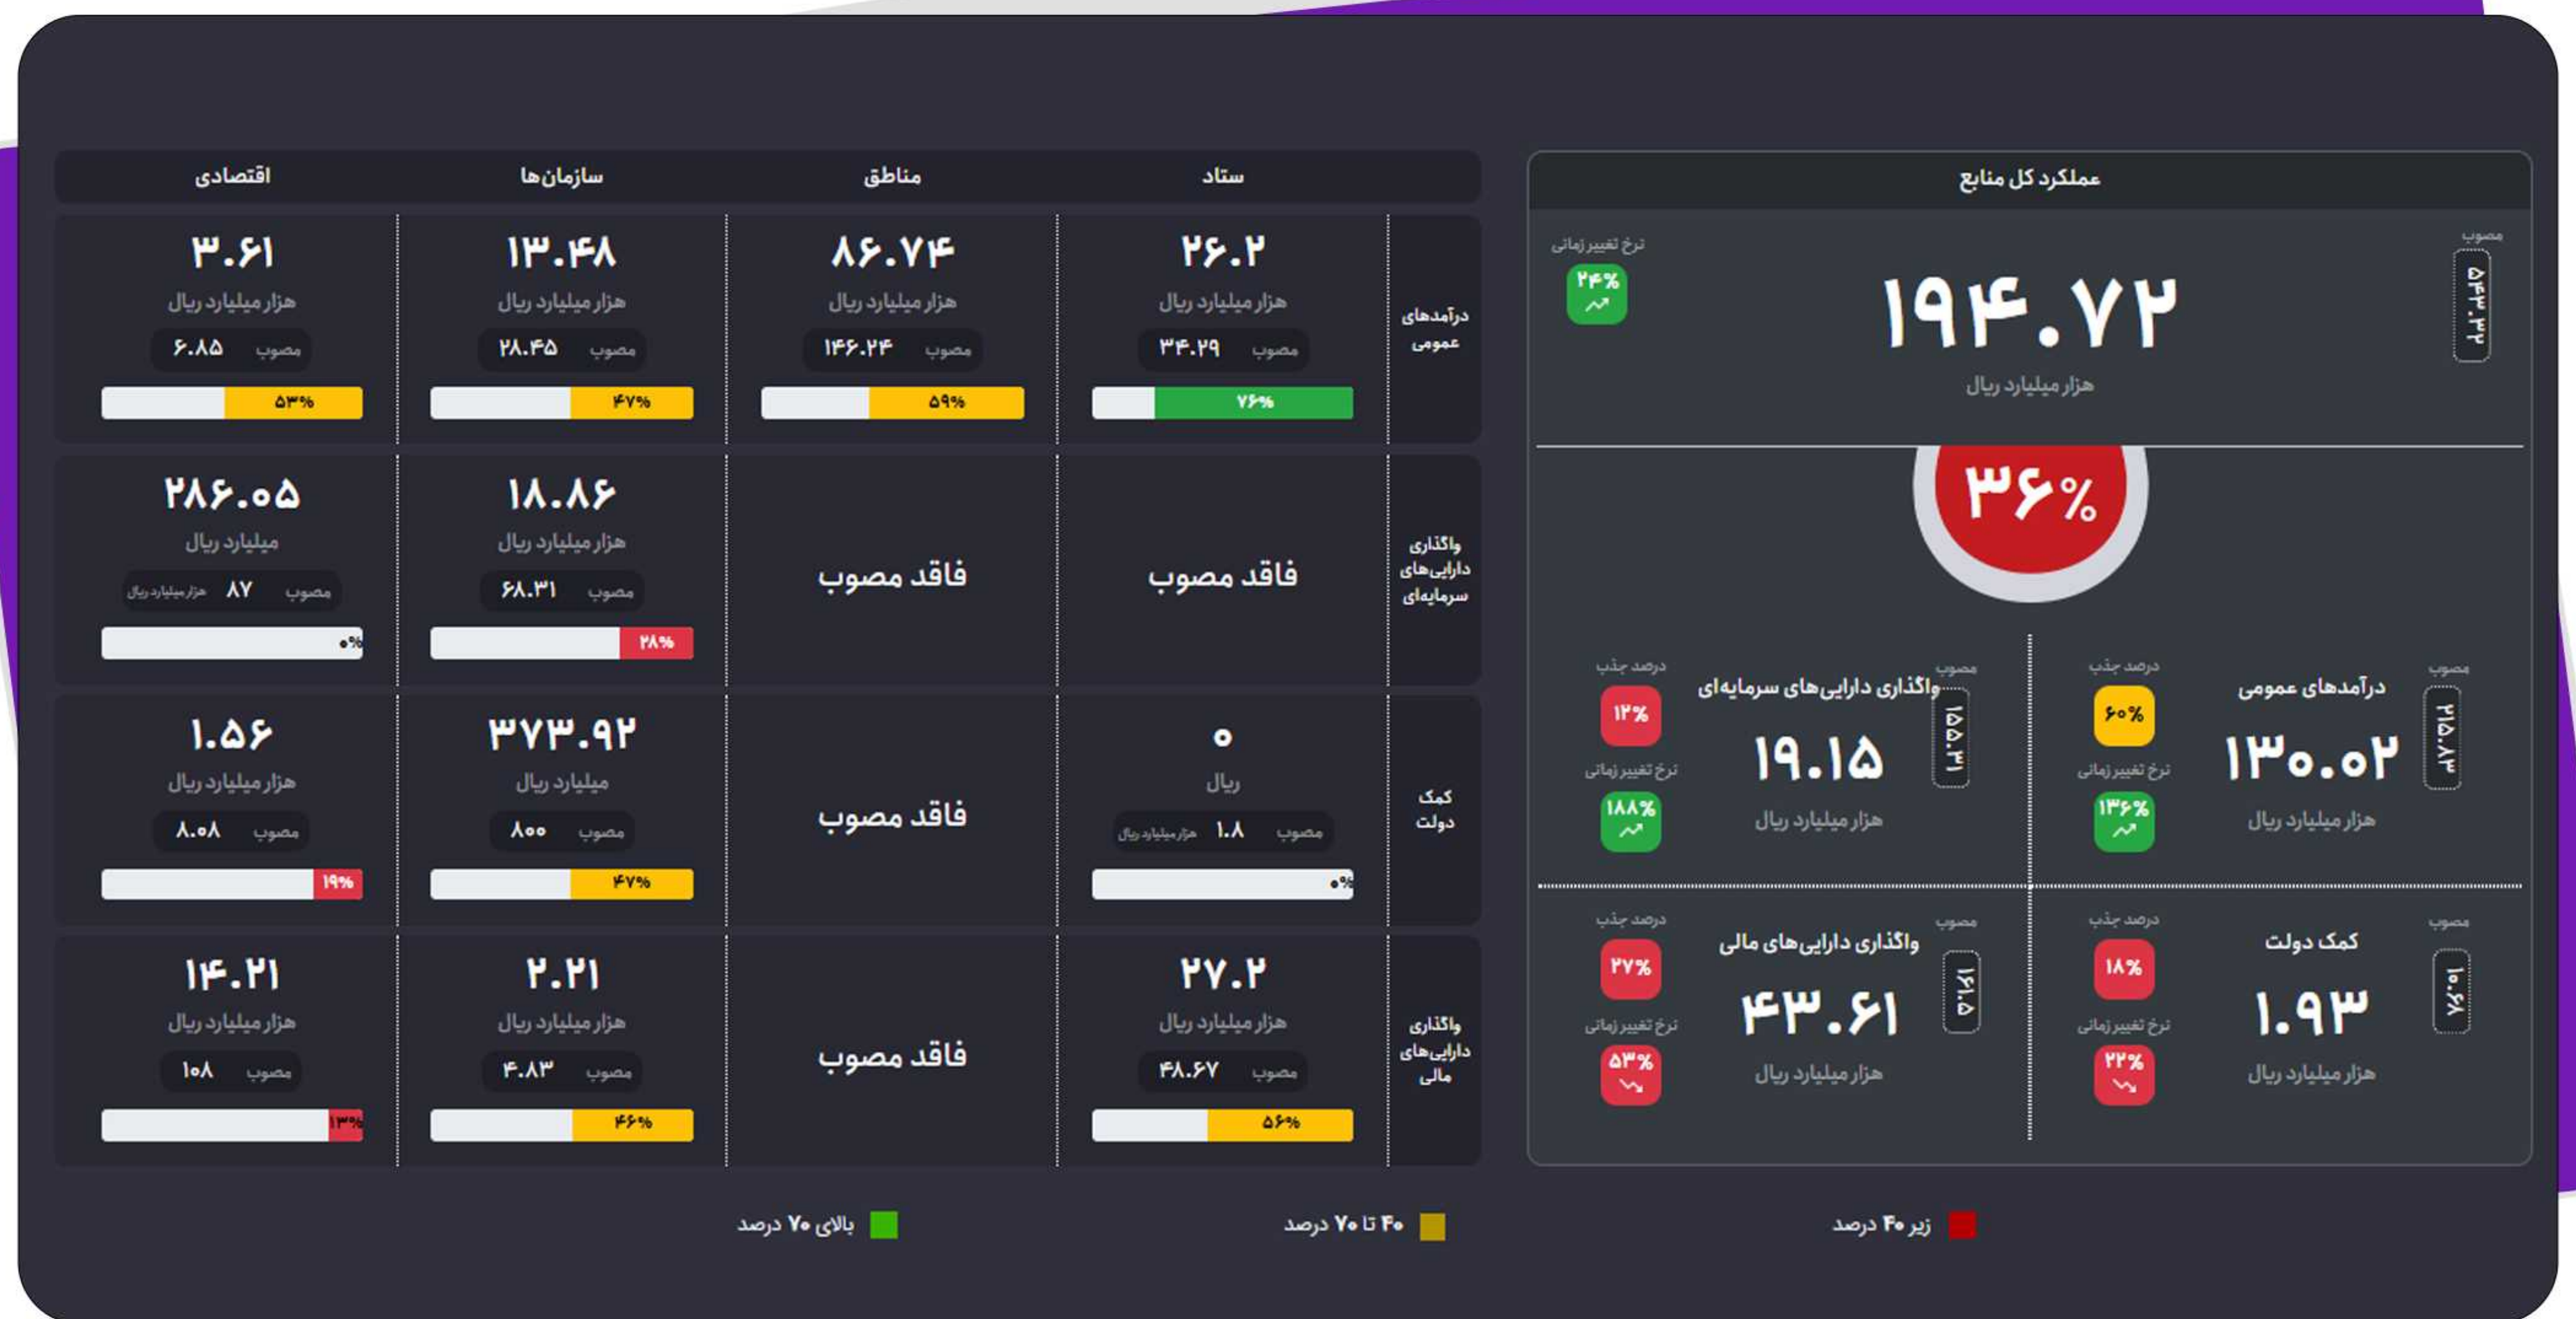 عملکرد کل منابع
مصوب
۵۴۳.۳۲
۱۹۴.۷۲
هزار میلیارد ریال
نرخ تغییر زمانی
۲۴%
۳۶%
مصوب
۲۱۵.۸۳
درآمدهای عمومی
۱۳۰.۰۲
هزار میلیارد ریال
درصد جذب
۶۰%
نرخ تغییر زمانی
۱۳۶%
مصوب
۱۵۵.۳۱
واگذاری دارایی‌های سرمایه‌ای
۱۹.۱۵
هزار میلیارد ریال
درصد جذب
۱۲%
نرخ تغییر زمانی
۱۸۸%
مصوب
۱۰.۶۸
کمک دولت
۱.۹۳
هزار میلیارد ریال
درصد جذب
۱۸%
نرخ تغییر زمانی
۲۲%
مصوب
۱۶۱.۵
واگذاری دارایی‌های مالی
۴۳.۶۱
هزار میلیارد ریال
درصد جذب
۲۷%
نرخ تغییر زمانی
۵۳%
ستاد مناطق سازمان‌ها اقتصادی
درآمدهای
عمومی
۲۶.۲
هزار میلیارد ریال
مصوب ۳۴.۲۹
۷۶%
۸۶.۷۴
هزار میلیارد ریال
مصوب ۱۴۶.۲۴
۵۹%
۱۳.۴۸
هزار میلیارد ریال
مصوب ۲۸.۴۵
۴۷%
۳.۶۱
هزار میلیارد ریال
مصوب ۶.۸۵
۵۳%
واگذاری
دارایی‌های
سرمایه‌ای
فاقد مصوب
فاقد مصوب
۱۸.۸۶
هزار میلیارد ریال
مصوب ۶۸.۳۱
۲۸%
۲۸۶.۰۵
میلیارد ریال
مصوب ۸۷ هزار میلیارد ریال
۰%
کمک
دولت
۰
ریال
مصوب ۱.۸ هزار میلیارد ریال
۰%
فاقد مصوب
۳۷۳.۹۲
میلیارد ریال
مصوب ۸۰۰
۴۷%
۱.۵۶
هزار میلیارد ریال
مصوب ۸.۰۸
۱۹%
واگذاری
دارایی‌های
مالی
۲۷.۲
هزار میلیارد ریال
مصوب ۴۸.۶۷
۵۶%
فاقد مصوب
۲.۲۱
هزار میلیارد ریال
مصوب ۴.۸۳
۴۶%
۱۴.۲۱
هزار میلیارد ریال
مصوب ۱۰۸
۱۳%
زیر ۴۰ درصد
۴۰ تا ۷۰ درصد
بالای ۷۰ درصد